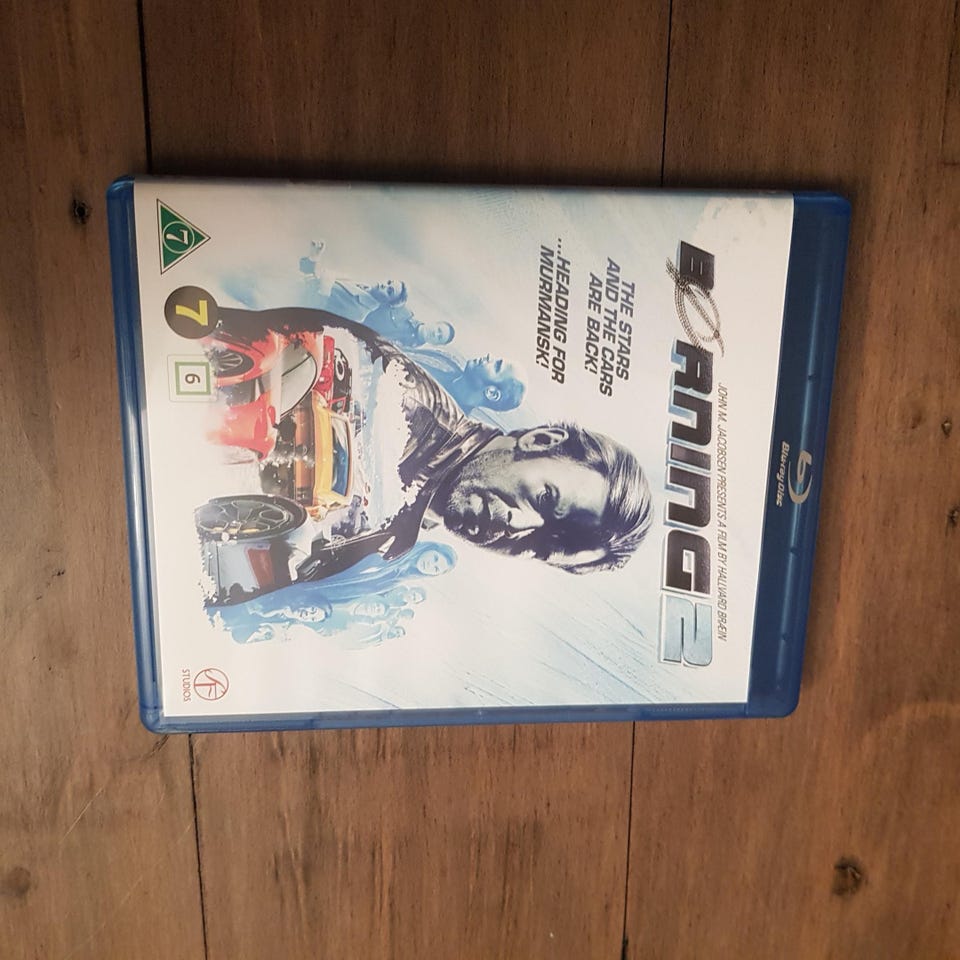 Blu-ray Disc
JOHN M. JACOBSEN PRESENTS A FILM BY HALLVARD BRÆIN
BØRNING 2
THE STARS
AND THE CARS
ARE BACK!
...HEADING FOR
MURMANSK!
7
7
6
SF
STUDIOS